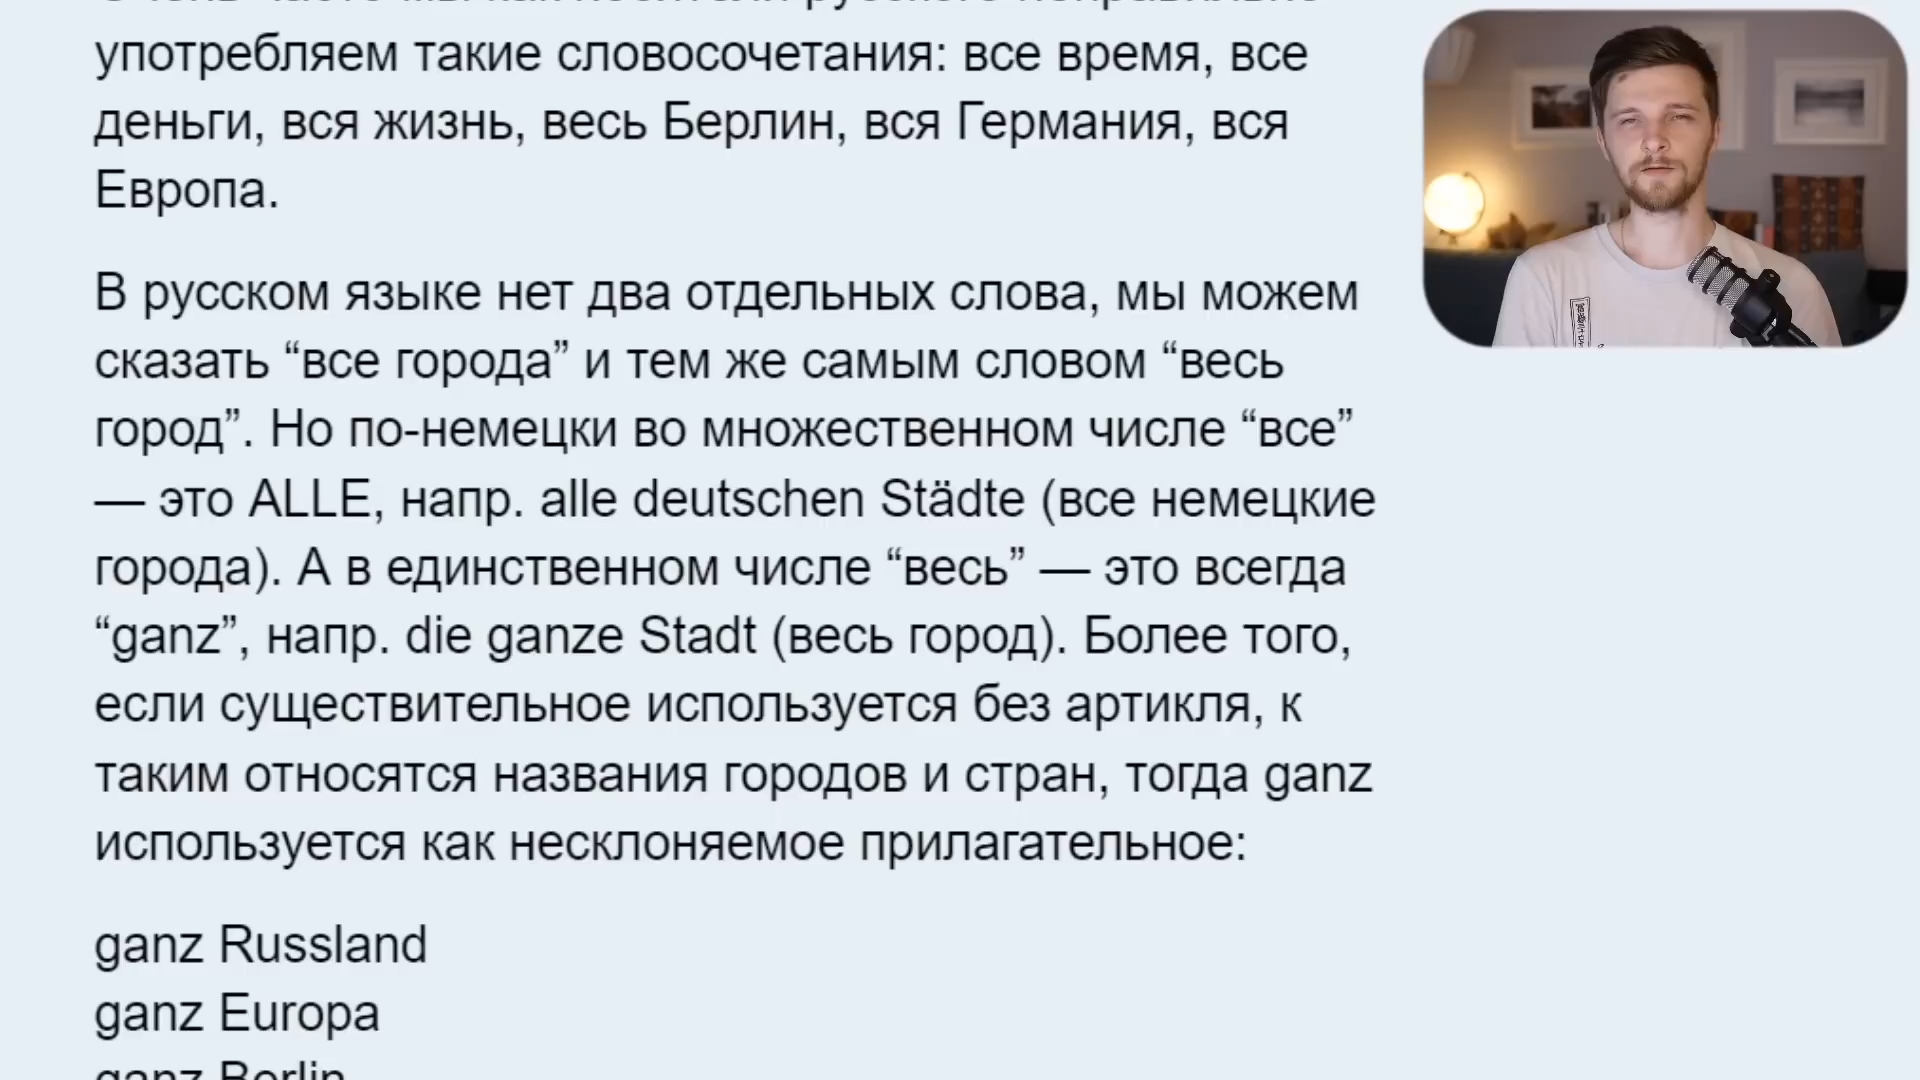 употребляем такие словосочетания: все время, все
деньги, вся жизнь, весь Берлин, вся Германия, вся
Европа.
В русском языке нет два отдельных слова, мы можем
сказать “все города” и тем же самым словом “весь
город”. Но по-немецки во множественном числе “все”
— это ALLE, напр. alle deutschen Städte (все немецкие
города). А в единственном числе “весь” — это всегда
“ganz”, напр. die ganze Stadt (весь город). Более того,
если существительное используется без артикля, к
таким относятся названия городов и стран, тогда ganz
используется как несклоняемое прилагательное:
ganz Russland
ganz Europa
ganz Berlin